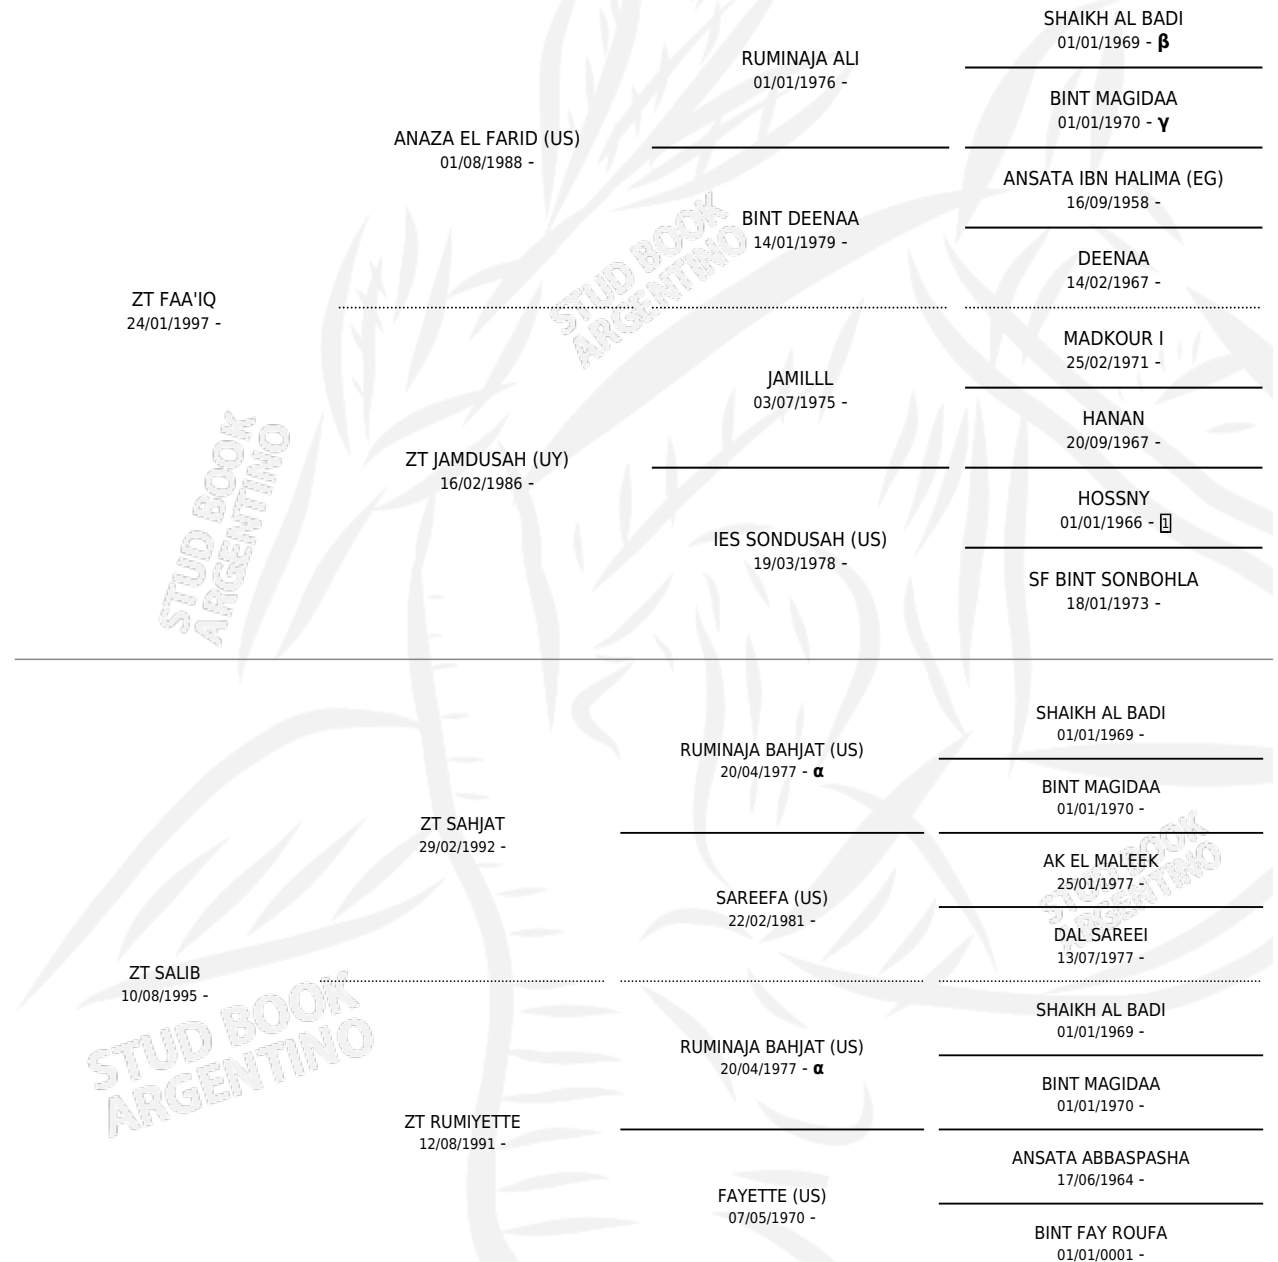 SHAIKH AL BADI
01/01/1969 - β
RUMINAJA ALI
01/01/1976 -
BINT MAGIDAA
01/01/1970 - γ
ANAZA EL FARID (US)
01/08/1988 -
ANSATA IBN HALIMA (EG)
16/09/1958 -
BINT DEENAA
14/01/1979 -
DEENAA
14/02/1967 -
ZT FAA'IQ
24/01/1997 -
MADKOUR I
25/02/1971 -
JAMILLL
03/07/1975 -
HANAN
20/09/1967 -
ZT JAMDUSAH (UY)
16/02/1986 -
HOSSNY
01/01/1966 - 1
IES SONDUSAH (US)
19/03/1978 -
SF BINT SONBOHLA
18/01/1973 -
STUD BOOK
ARGENTINO
STUD BOOK
ARGENTINO
SHAIKH AL BADI
01/01/1969 -
RUMINAJA BAHJAT (US)
20/04/1977 - α
BINT MAGIDAA
01/01/1970 -
ZT SAHJAT
29/02/1992 -
AK EL MALEEK
25/01/1977 -
SAREEFA (US)
22/02/1981 -
DAL SAREEI
13/07/1977 -
ZT SALIB
10/08/1995 -
SHAIKH AL BADI
01/01/1969 -
RUMINAJA BAHJAT (US)
20/04/1977 - α
BINT MAGIDAA
01/01/1970 -
ZT RUMIYETTE
12/08/1991 -
ANSATA ABBASPASHA
17/06/1964 -
FAYETTE (US)
07/05/1970 -
BINT FAY ROUFA
01/01/0001 -
STUD BOOK
ARGENTINO
STUD BOOK
ARGENTINO